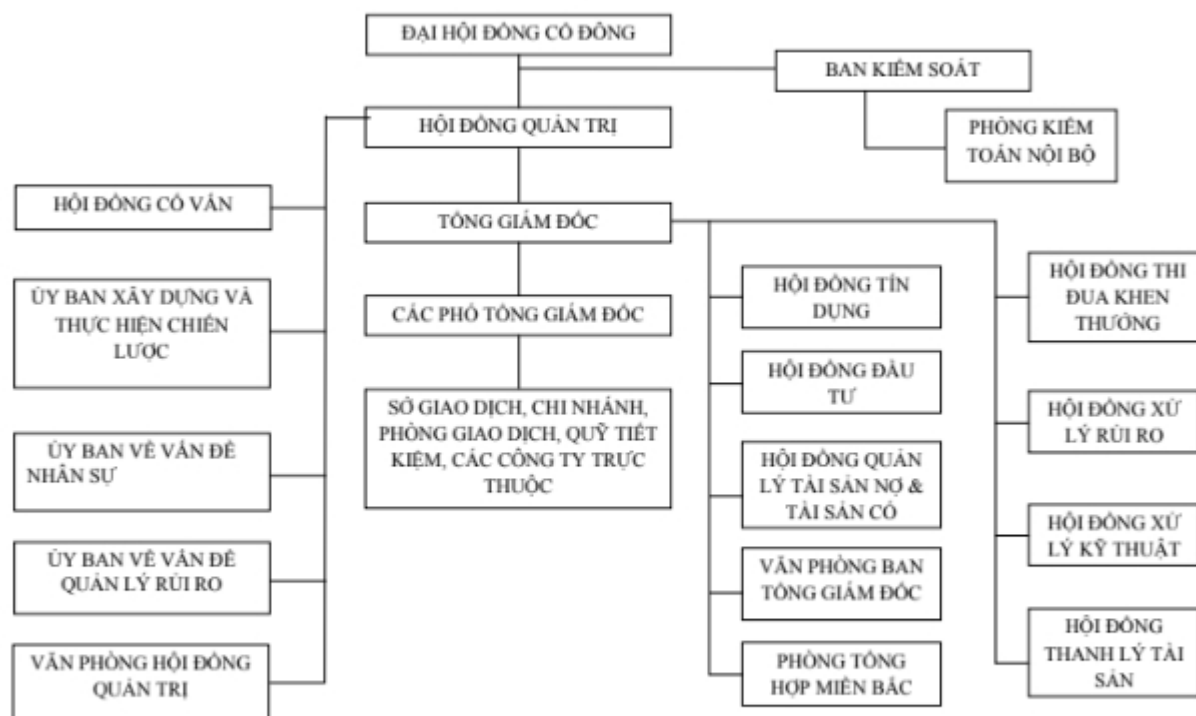 ĐẠI HỘI ĐỒNG CỔ ĐÔNG
BAN KIỂM SOÁT
HỘI ĐỒNG QUẢN TRỊ
PHÒNG KIỂM
TOÁN NỘI BỘ
HỘI ĐỒNG CỐ VẤN
TỔNG GIÁM ĐỐC
ỦY BAN XÂY DỰNG VÀ
THỰC HIỆN CHIẾN
LƯỢC
CÁC PHÓ TỔNG GIÁM ĐỐC
HỘI ĐỒNG TÍN
DỤNG
HỘI ĐỒNG THI
ĐUA KHEN
THƯỞNG
SỞ GIAO DỊCH, CHI NHÁNH,
PHÒNG GIAO DỊCH, QUỸ TIẾT
KIỆM, CÁC CÔNG TY TRỰC
THUỘC
HỘI ĐỒNG ĐẦU
TƯ
HỘI ĐỒNG XỬ
LÝ RỦI RO
ỦY BAN VỀ VẤN ĐỀ
NHÂN SỰ
HỘI ĐỒNG QUẢN
LÝ TÀI SẢN NỢ &
TÀI SẢN CÓ
HỘI ĐỒNG XỬ
LÝ KỸ THUẬT
ỦY BAN VỀ VẤN ĐỀ
QUẢN LÝ RỦI RO
VĂN PHÒNG BAN
TỔNG GIÁM ĐỐC
HỘI ĐỒNG
THANH LÝ TÀI
SẢN
VĂN PHÒNG HỘI ĐỒNG
QUẢN TRỊ
PHÒNG TỔNG
HỢP MIỀN BẮC